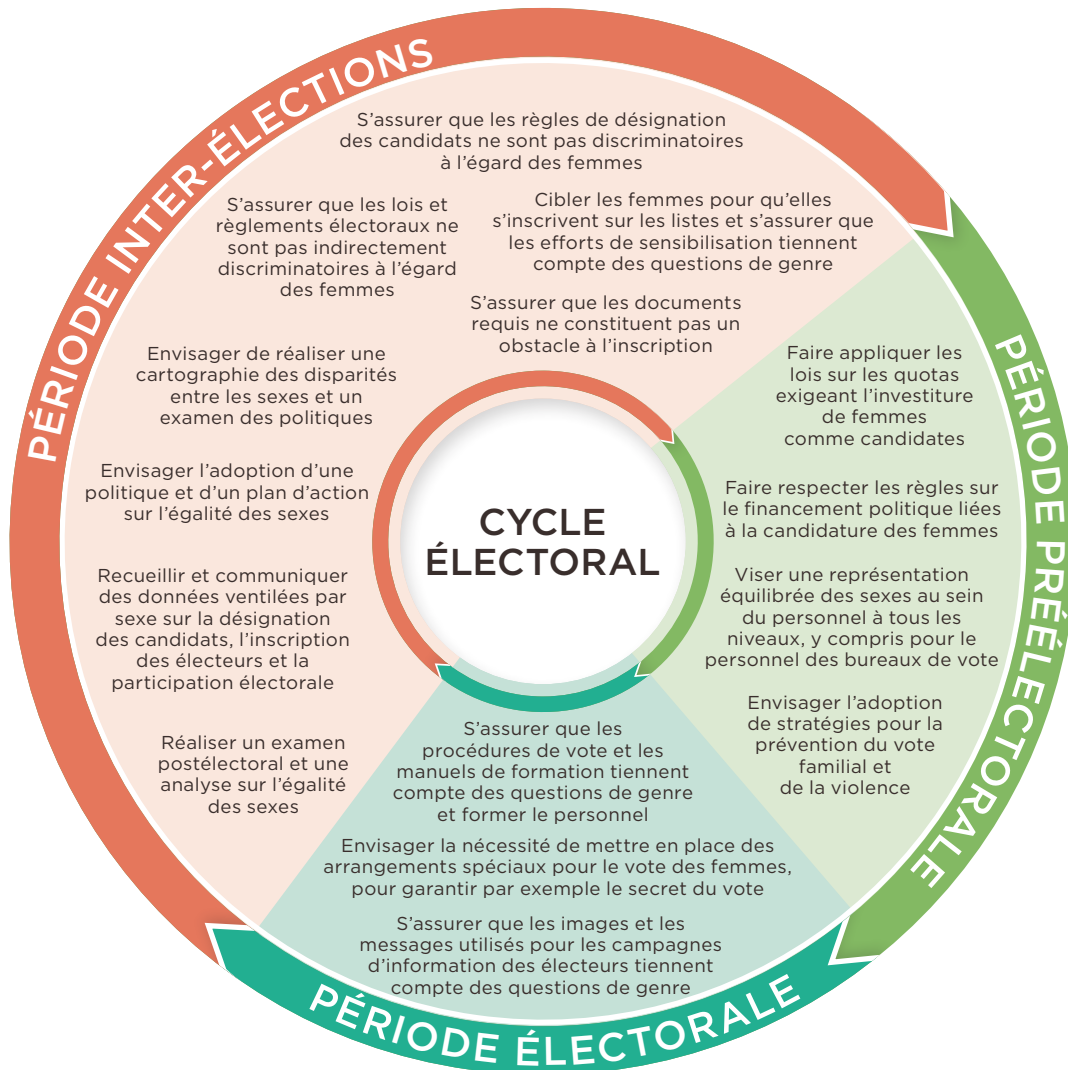 PÉRIODE INTER-ÉLECTIONS
S’assurer que les règles de désignation
des candidats ne sont pas discriminatoires
à l’égard des femmes
Cibler les femmes pour qu’elles
s’inscrivent sur les listes et s’assurer que
les efforts de sensibilisation tiennent
compte des questions de genre
S’assurer que les lois et
règlements électoraux ne
sont pas indirectement
discriminatoires à l’égard
des femmes
S’assurer que les documents
requis ne constituent pas un
obstacle à l’inscription
Envisager de réaliser une
cartographie des disparités
entre les sexes et un
examen des politiques
Envisager l’adoption d’une
politique et d’un plan d’action
sur l’égalité des sexes
Recueillir et communiquer
des données ventilées par
sexe sur la désignation
des candidats, l’inscription
des électeurs et la
participation électorale
Réaliser un examen
postélectoral et une
analyse sur l’égalité
des sexes
CYCLE
ÉLECTORAL
PÉRIODE PRÉÉLECTORALE
Faire appliquer les
lois sur les quotas
exigeant l’investiture
de femmes
comme candidates
Faire respecter les règles sur
le financement politique liées
à la candidature des femmes
Viser une représentation
équilibrée des sexes au sein
du personnel à tous les
niveaux, y compris pour le
personnel des bureaux de vote
Envisager l’adoption
de stratégies pour la
prévention du vote
familial et
de la violence
S’assurer que les
procédures de vote et les
manuels de formation tiennent
compte des questions de genre
et former le personnel
Envisager la nécessité de mettre en place des
arrangements spéciaux pour le vote des femmes,
pour garantir par exemple le secret du vote
S’assurer que les images et les
messages utilisés pour les campagnes
d’information des électeurs tiennent
compte des questions de genre
PÉRIODE ÉLECTORALE